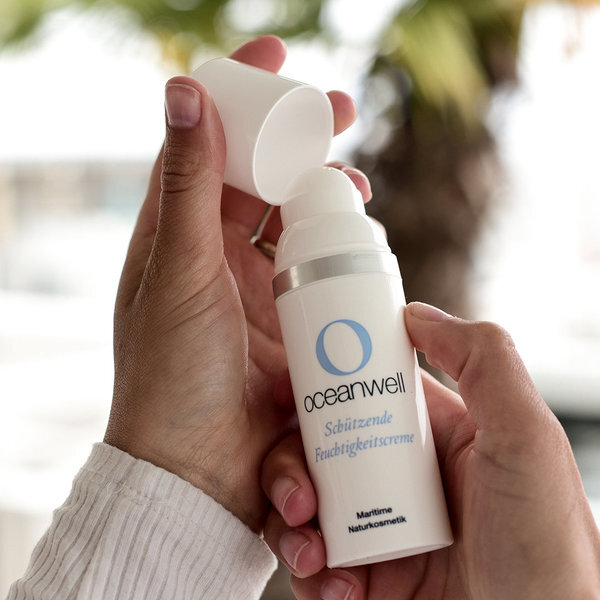 O
oceanwell
Schützende
Feuchtigkeitscreme
Maritime
Naturkosmetik